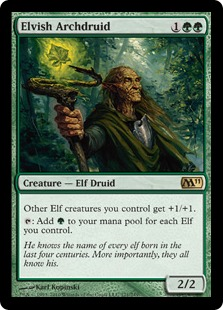 Elvish Archdruid 1
Creature — Elf Druid M11
Other Elf creatures you control get +1/+1.
: Add to your mana pool for each Elf
you control.
He knows the name of every elf born in the
last four centuries. More importantly, they all
know his.
Karl Kopinski
2/2